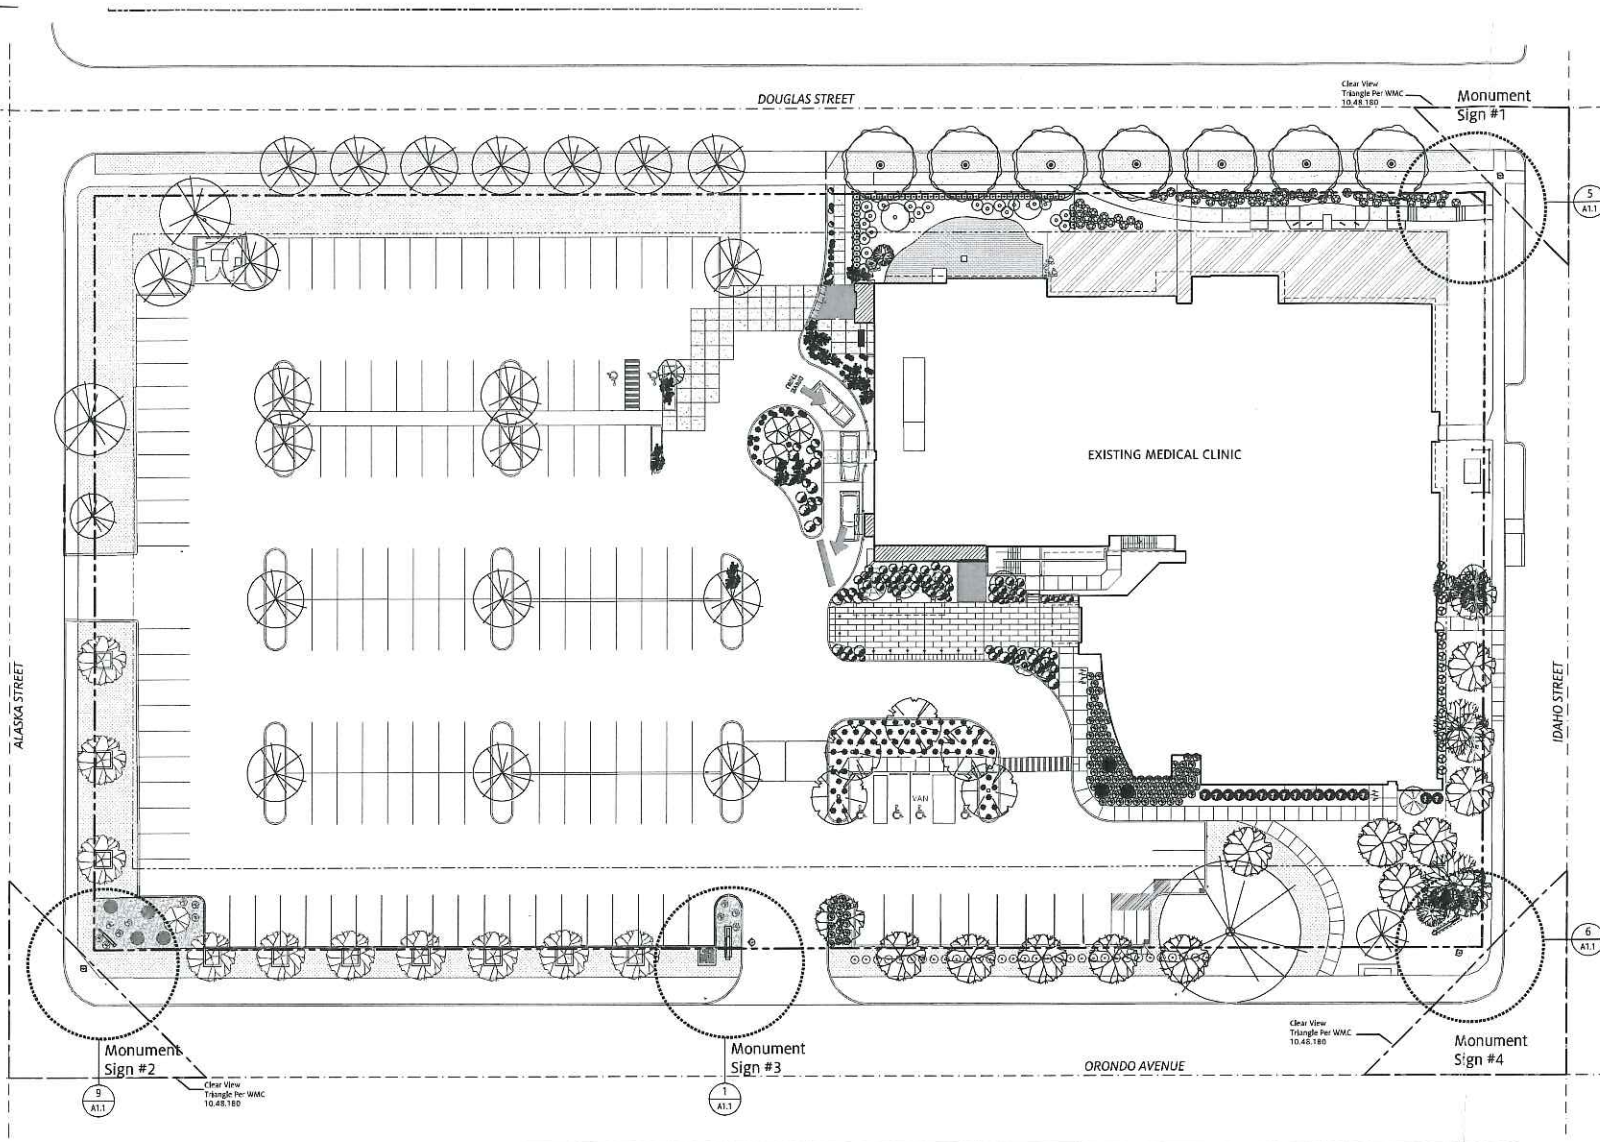 DOUGLAS STREET
Clear View
Triangle Per WMC
10.48.180
Monument
Sign #1
5
A1.1
EXISTING MEDICAL CLINIC
ALASKA STREET
IDAHO STREET
VAN
6
A1.1
Monument
Sign #2
9
A1.1
Clear View
Triangle Per WMC
10.48.180
Monument
Sign #3
1
A1.1
ORONDO AVENUE
Clear View
Triangle Per WMC
10.48.180
Monument
Sign #4